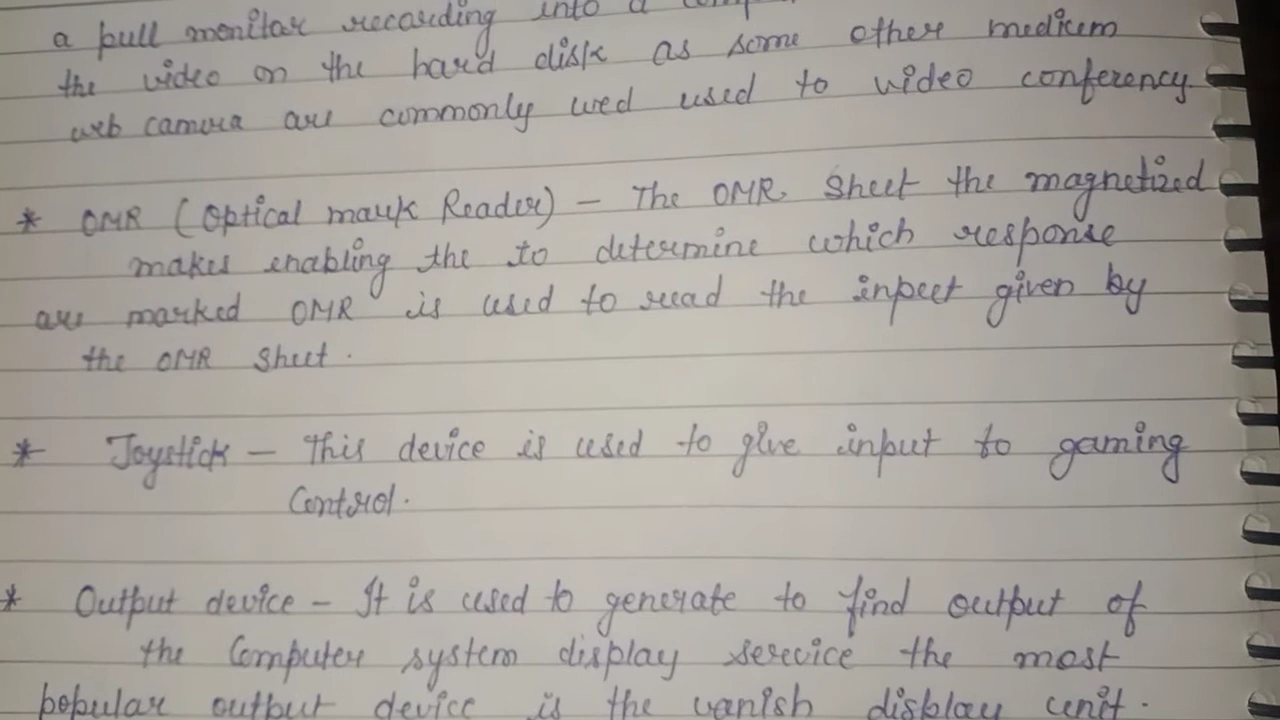 a pull monitar recording into a
the video on the hard disk as some other medicum
web camera are commonly wed used to video conferency.
* OMR (Optical mark Reader) - The OMR. Sheet the magnetized
makes enabling the to determine which response
are marked OMR is used to read the input given by
the OMR Sheet.
* Joystick - This device is used to give input to gaming
Control.
* Output device - It is used to generate to find output of
the Computer system display service the most
popular output device is the vanish display unit.